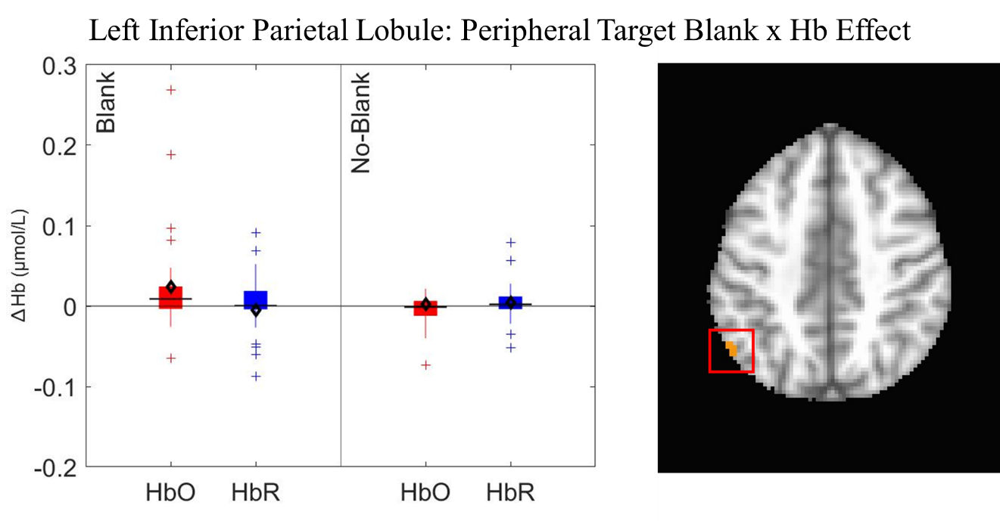 Left Inferior Parietal Lobule: Peripheral Target Blank x Hb Effect
0.3
0.2
0.1
0
-0.1
-0.2
ΔHb (μmol/L)
Blank
No-Blank
HbO
HbR
HbO
HbR